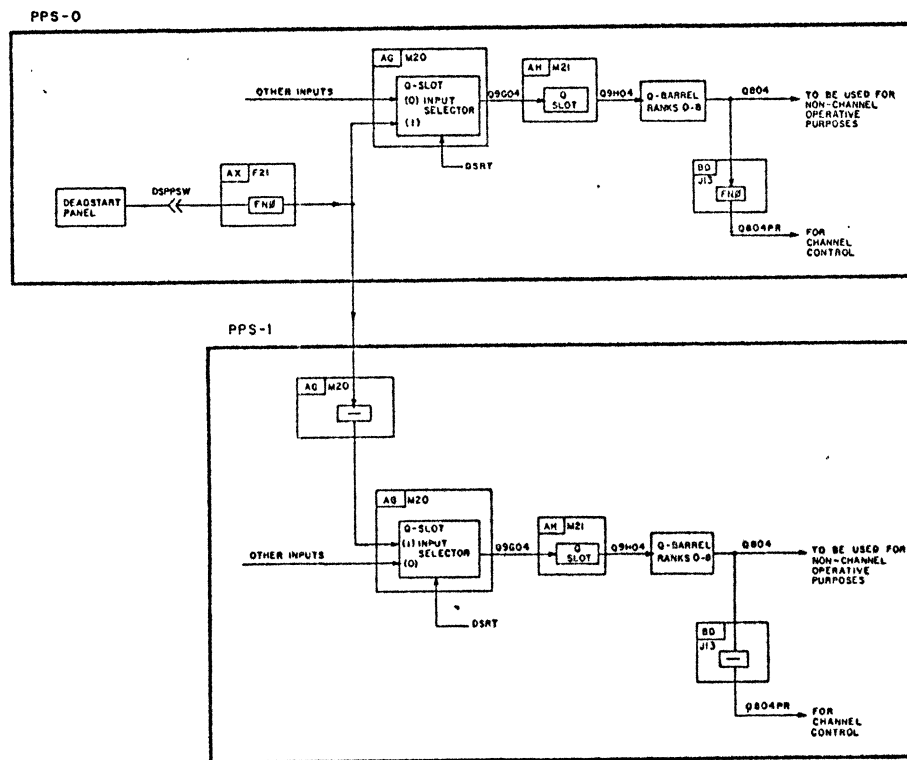 PPS-0
AG M20
Q-SLOT
(0) INPUT
SELECTOR
(1)
OTHER INPUTS
DSRT
Q9G04
AH M21
Q
SLOT
Q9H04
Q-BARREL
RANKS 0-8
Q804
TO BE USED FOR
NON-CHANNEL
OPERATIVE
PURPOSES
DEADSTART
PANEL
DSPPSW
AX F21
FNØ
BD
J13
FNØ
Q804PR
FOR
CHANNEL
CONTROL
PPS-1
AG M20
—
AG M20
Q-SLOT
(1) INPUT
SELECTOR
(0)
OTHER INPUTS
DSRT
Q9G04
AH M21
Q
SLOT
Q9H04
Q-BARREL
RANKS 0-8
Q804
TO BE USED FOR
NON-CHANNEL
OPERATIVE
PURPOSES
BD
J13
—
Q804PR
FOR
CHANNEL
CONTROL